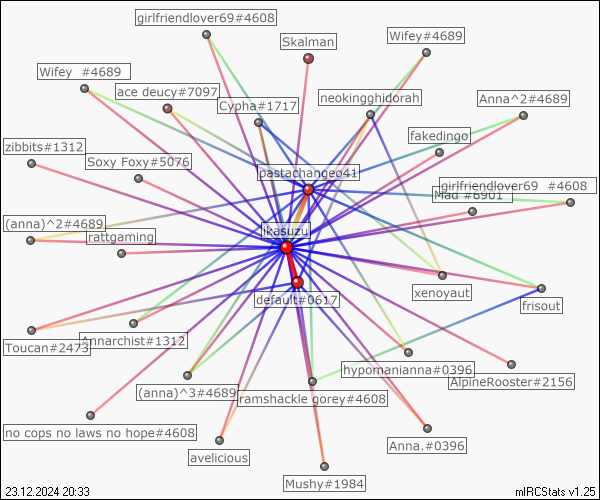 girlfriendlover69#4608
Skalman
Wifey#4689
Wifey  #4689
ace deucy#7097
Cypha#1717
neokingghidorah
Anna^2#4689
fakedingo
zibbits#1312
Soxy Foxy#5076
pastachangeo41
girlfriendlover69  #4608
Mad #6901
(anna)^2#4689
rattgaming
ikasuzu
xenoyaut
default#0617
frisout
Toucan#2473
Annarchist#1312
hypomanianna#0396
AlpineRooster#2156
(anna)^3#4689
ramshackle gorey#4608
no cops no laws no hope#4608
Anna.#0396
avelicious
Mushy#1984
23.12.2024 20:33
mIRCStats v1.25